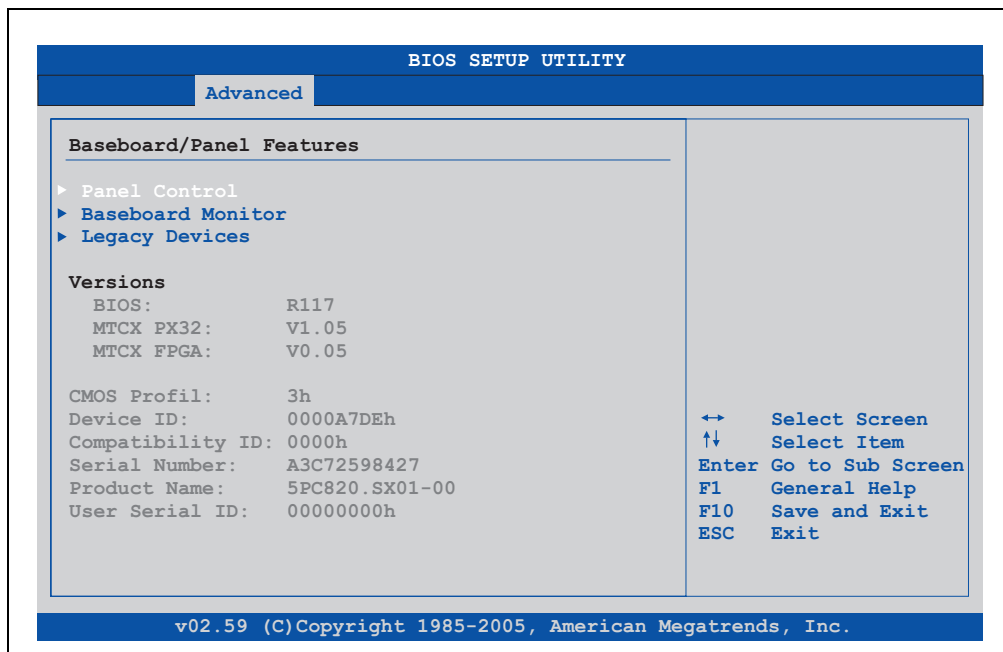 BIOS SETUP UTILITY
Advanced
Baseboard/Panel Features
Panel Control
Baseboard Monitor
Legacy Devices
Versions
BIOS: R117
MTCX PX32: V1.05
MTCX FPGA: V0.05
CMOS Profil: 3h
Device ID: 0000A7DEh
Compatibility ID: 0000h
Serial Number: A3C72598427
Product Name: 5PC820.SX01-00
User Serial ID: 00000000h
↔ Select Screen
↑↓ Select Item
Enter Go to Sub Screen
F1 General Help
F10 Save and Exit
ESC Exit
v02.59 (C)Copyright 1985-2005, American Megatrends, Inc.